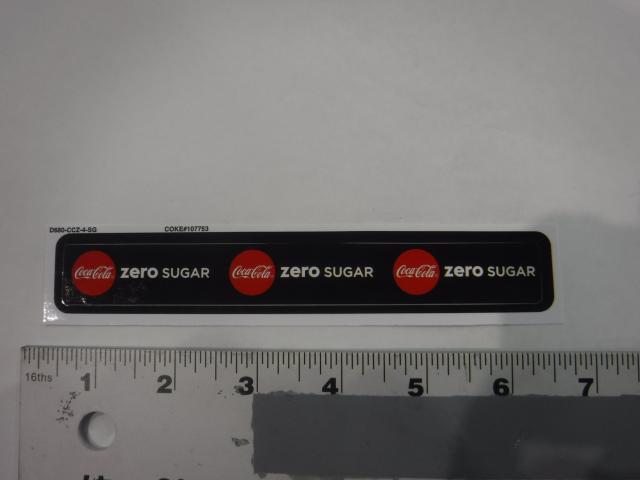 D680-CCZ-4-SG COKE#107753
Coca-Cola zero SUGAR Coca-Cola zero SUGAR Coca-Cola zero SUGAR
16ths 1 2 3 4 5 6 7